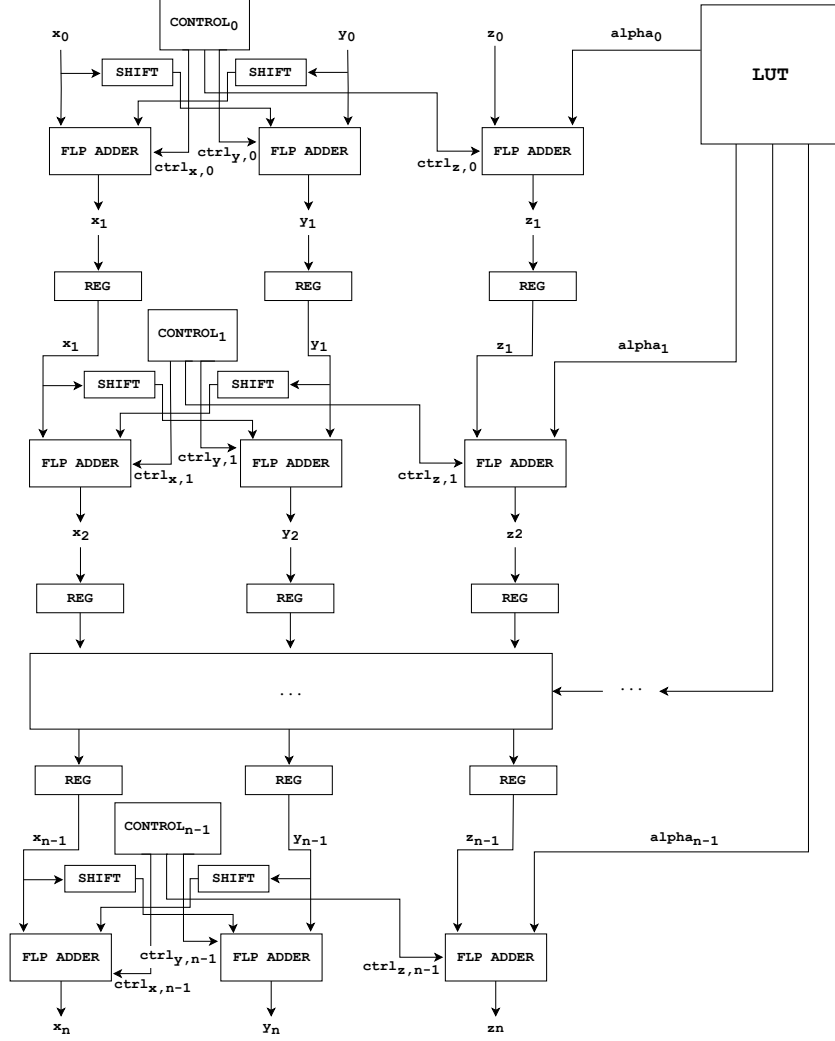 CONTROL0
x0 y0 z0 alpha0
SHIFT SHIFT
LUT
FLP ADDER FLP ADDER FLP ADDER
ctrlx,0 ctrly,0 ctrlz,0
x1 y1 z1
REG REG REG
CONTROL1
x1 y1 z1 alpha1
SHIFT SHIFT
FLP ADDER FLP ADDER FLP ADDER
ctrlx,1 ctrly,1 ctrlz,1
x2 y2 z2
REG REG REG
... ...
REG REG REG
CONTROLn-1
xn-1 yn-1 zn-1 alphan-1
SHIFT SHIFT
FLP ADDER FLP ADDER FLP ADDER
ctrlx,n-1 ctrly,n-1 ctrlz,n-1
xn yn zn